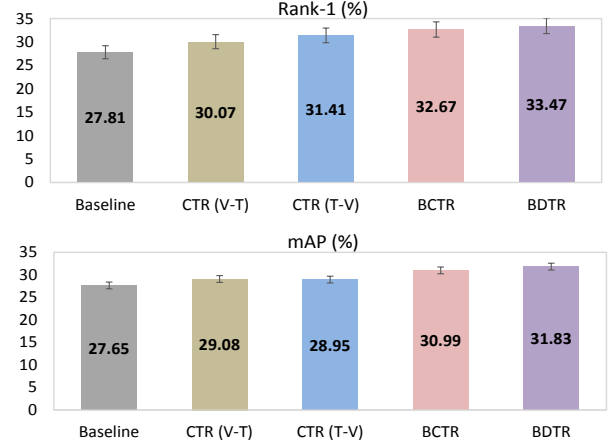 Rank-1 (%)
35
30
25
20
15
10
5
0
27.81
30.07
31.41
32.67
33.47
Baseline
CTR (V-T)
CTR (T-V)
BCTR
BDTR
mAP (%)
35
30
25
20
15
10
5
0
27.65
29.08
28.95
30.99
31.83
Baseline
CTR (V-T)
CTR (T-V)
BCTR
BDTR